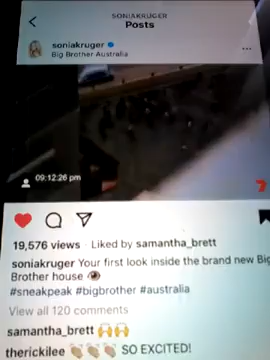 SONIAKRUGER
Posts
soniakruger
Big Brother Australia
09:12:26 pm
7
19,576 views · Liked by samantha_brett
soniakruger Your first look inside the brand new Big
Brother house 👁
#sneakpeak #bigbrother #australia
View all 120 comments
samantha_brett 🙌🙌
therickilee 👏👏👏 SO EXCITED!